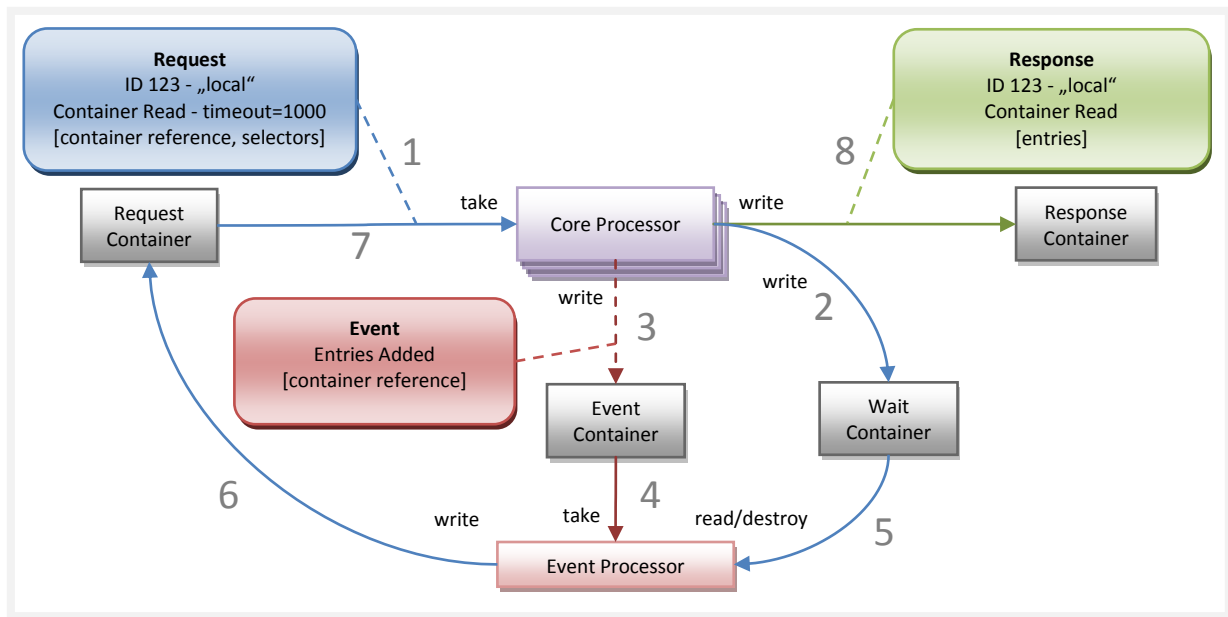 Request
ID 123 - „local“
Container Read - timeout=1000
[container reference, selectors]
Response
ID 123 - „local“
Container Read
[entries]
1
8
Request
Container
take
7
Core Processor
write
Response
Container
write
3
write
2
Event
Entries Added
[container reference]
Event
Container
Wait
Container
6
write
take
4
read/destroy
5
Event Processor